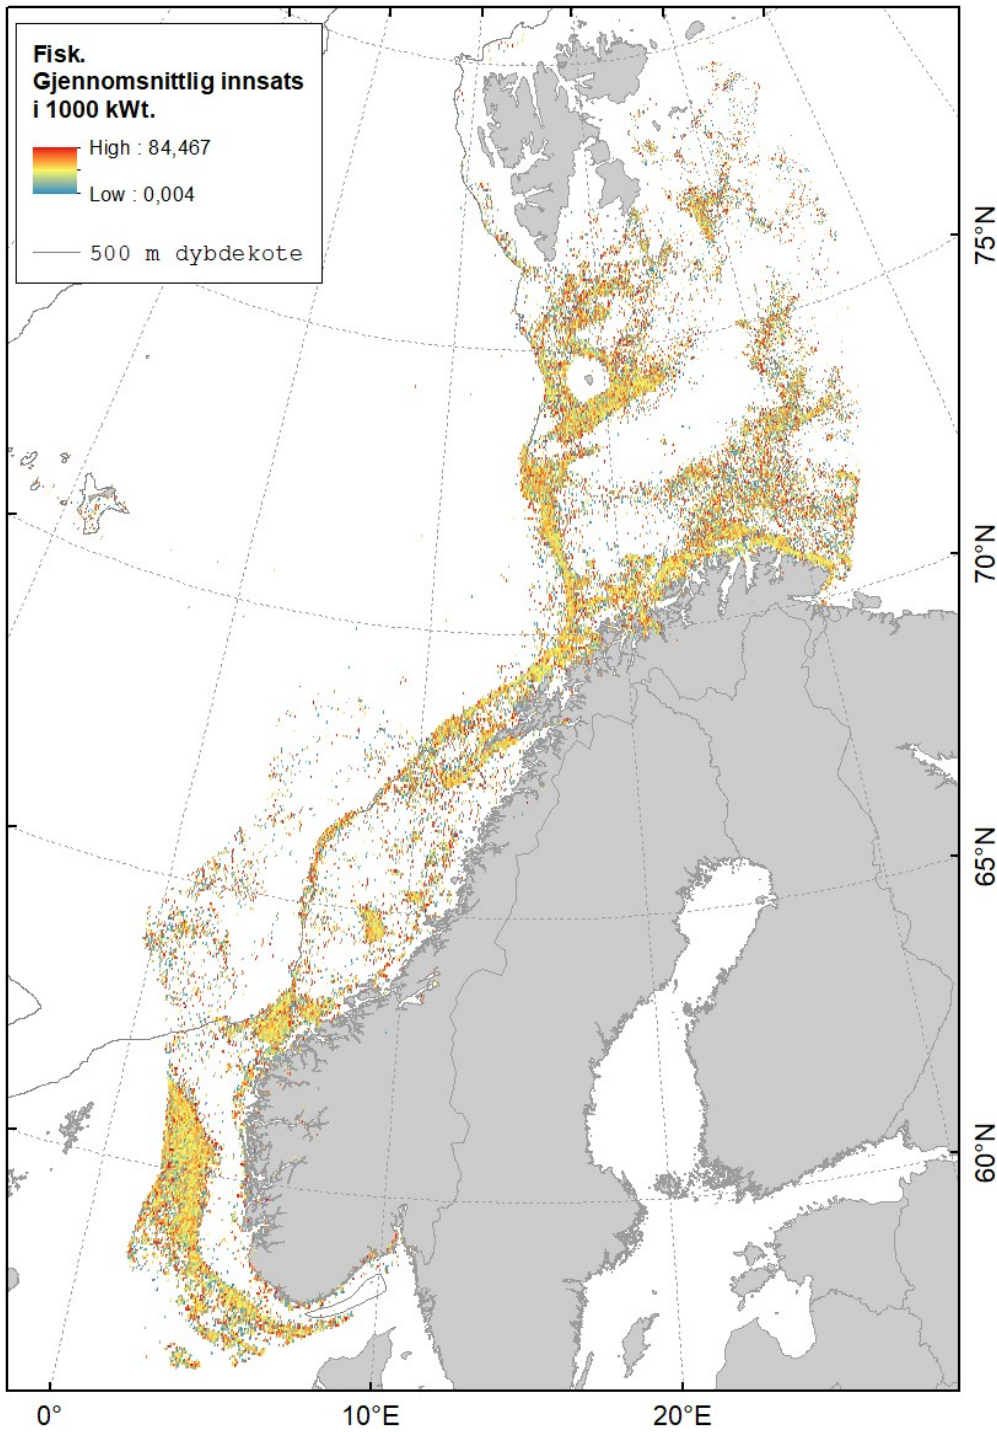 Fisk.
Gjennomsnittlig innsats
i 1000 kWt.
High : 84,467
Low : 0,004
500 m dybdekote
75°N
70°N
65°N
60°N
0°
10°E
20°E